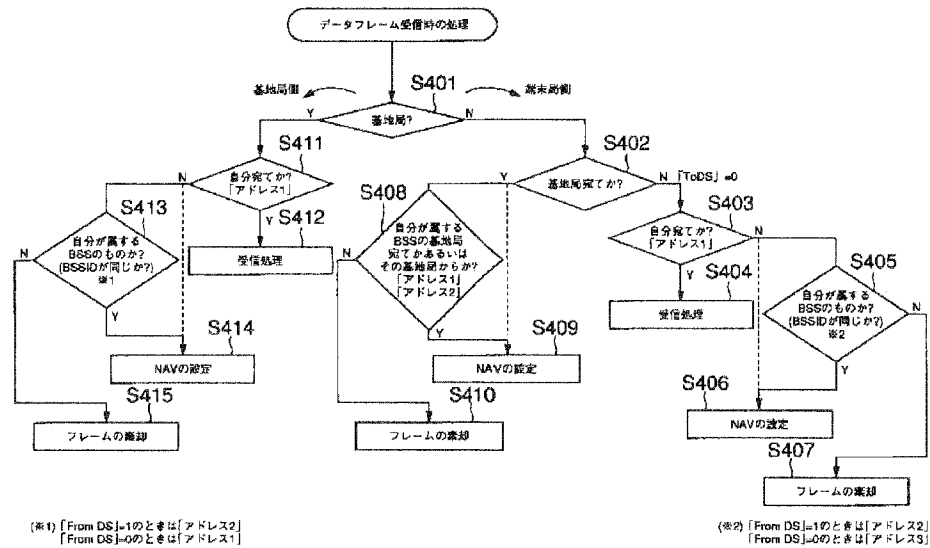 データフレーム受信時の処理
基地局側
端末局側
S401
基地局?
Y
N
S411
自分宛てか?
「アドレス1」
N
Y
S402
基地局宛てか?
Y
N
「ToDS」=0
S413
自分が属する
BSSのものか?
(BSSIDが同じか?)
※1
N
Y
S412
受信処理
S408
自分が属する
BSSの基地局
宛てかあるいは
その基地局からか?
「アドレス1」
「アドレス2」
N
Y
S403
自分宛てか?
「アドレス1」
N
Y
S404
受信処理
S405
自分が属する
BSSのものか?
(BSSIDが同じか?)
※2
N
Y
S414
NAVの設定
S409
NAVの設定
S415
フレームの棄却
S410
フレームの棄却
S406
NAVの設定
S407
フレームの棄却
(※1)「From DS」=1のときは「アドレス2」
「From DS」=0のときは「アドレス1」
(※2)「From DS」=1のときは「アドレス2」
「From DS」=0のときは「アドレス3」